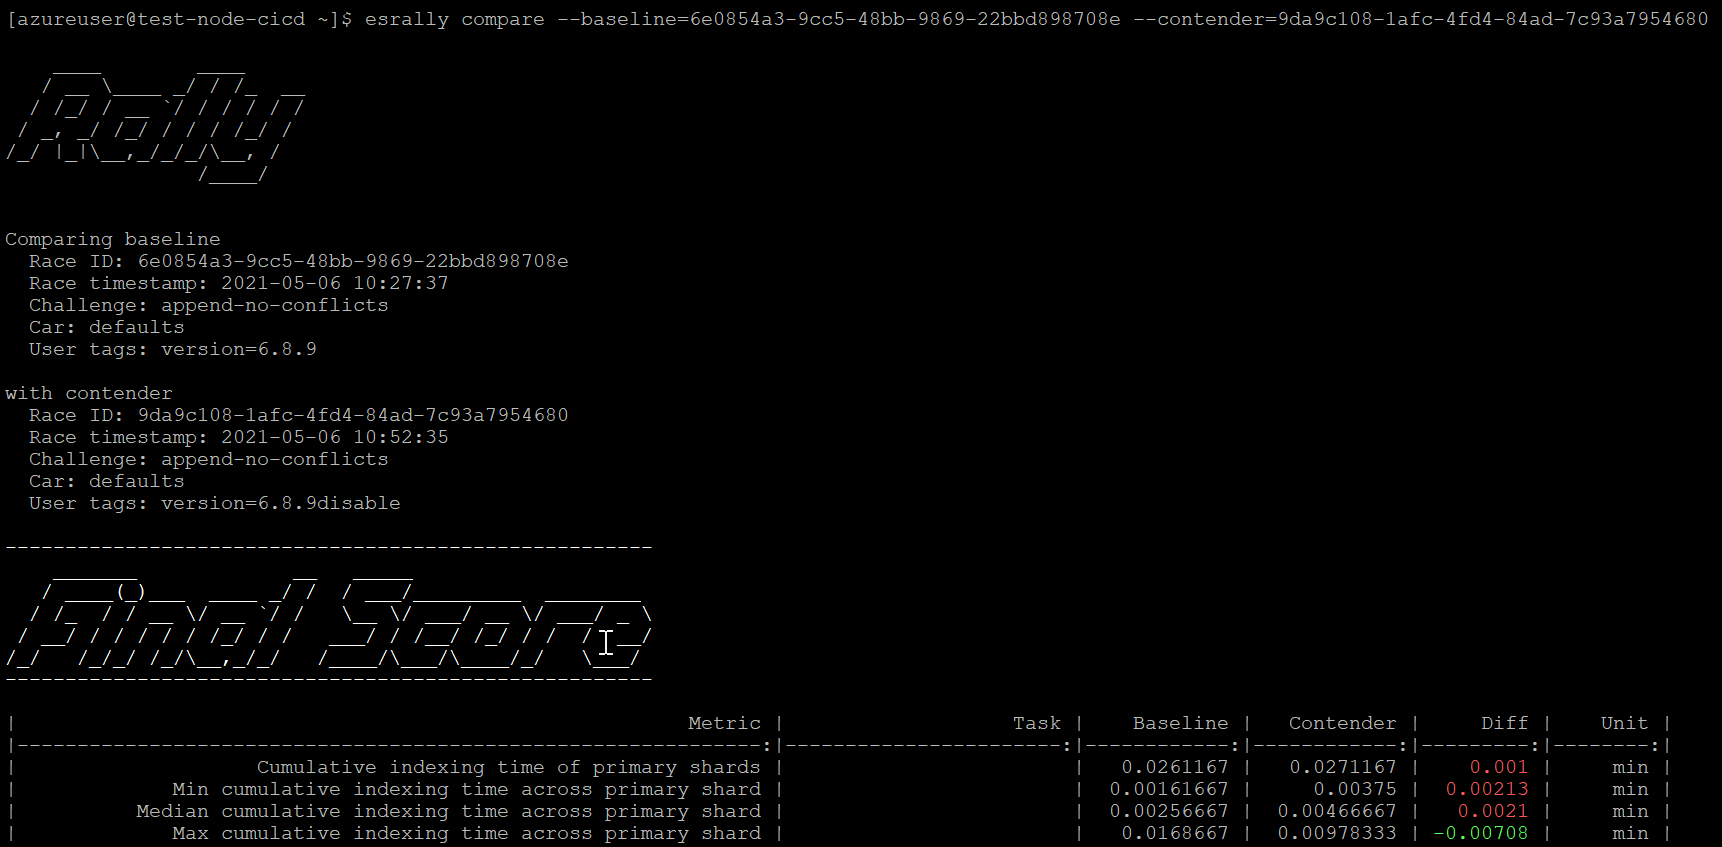 [azureuser@test-node-cicd ~]$ esrally compare --baseline=6e0854a3-9cc5-48bb-9869-22bbd898708e --contender=9da9c108-1afc-4fd4-84ad-7c93a7954680
Rally
Comparing baseline
  Race ID: 6e0854a3-9cc5-48bb-9869-22bbd898708e
  Race timestamp: 2021-05-06 10:27:37
  Challenge: append-no-conflicts
  Car: defaults
  User tags: version=6.8.9
with contender
  Race ID: 9da9c108-1afc-4fd4-84ad-7c93a7954680
  Race timestamp: 2021-05-06 10:52:35
  Challenge: append-no-conflicts
  Car: defaults
  User tags: version=6.8.9disable
Final Score
| Metric | Task | Baseline | Contender | Diff | Unit |
| Cumulative indexing time of primary shards | | 0.0261167 | 0.0271167 | 0.001 | min |
| Min cumulative indexing time across primary shard | | 0.00161667 | 0.00375 | 0.00213 | min |
| Median cumulative indexing time across primary shard | | 0.00256667 | 0.00466667 | 0.0021 | min |
| Max cumulative indexing time across primary shard | | 0.0168667 | 0.00978333 | -0.00708 | min |